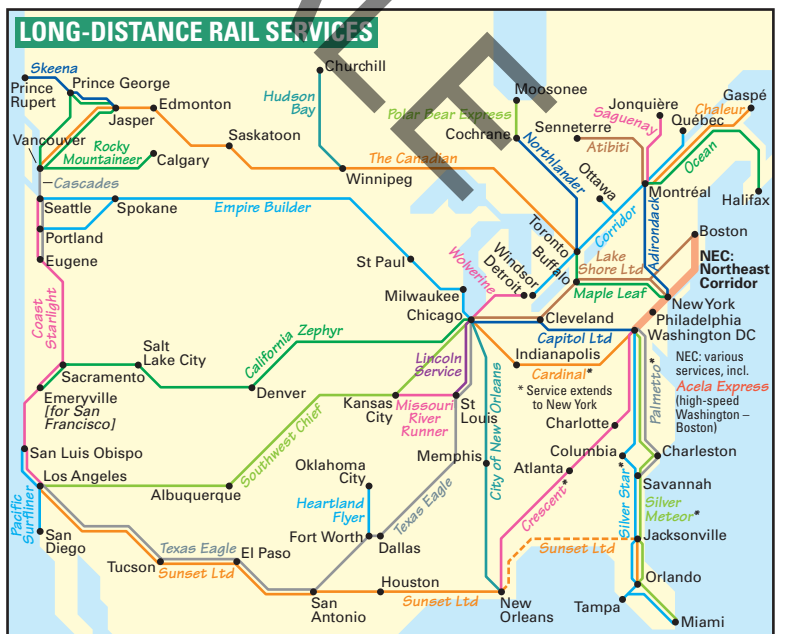 LONG-DISTANCE RAIL SERVICES
Skeena
Prince
Rupert
Prince George
Jasper
Edmonton
Hudson
Bay
Churchill
Polar Bear Express
Moosonee
Cochrane
Senneterre
Jonquière
Saguenay
Québec
Gaspé
Chaleur
Vancouver
Rocky
Mountaineer
Calgary
Saskatoon
The Canadian
Winnipeg
Northlander
Atibiti
Ottawa
Ocean
Montréal
Halifax
Cascades
Seattle
Spokane
Empire Builder
Portland
Eugene
St Paul
Milwaukee
Chicago
Wolverine
Windsor
Detroit
Toronto
Buffalo
Corridor
Adirondack
Lake
Shore Ltd
Maple Leaf
Boston
NEC:
Northeast
Corridor
New York
Philadelphia
Washington DC
Cleveland
Capitol Ltd
Indianapolis
Cardinal*
* Service extends
to New York
NEC: various
services, incl.
Acela Express
(high-speed
Washington –
Boston)
Palmetto*
Coast
Starlight
Salt
Lake City
Sacramento
Emeryville
[for San
Francisco]
California Zephyr
Denver
Lincoln
Service
Kansas
City
Missouri
River
Runner
St
Louis
City of New Orleans
Southwest Chief
Memphis
Charlotte
Columbia
Atlanta
Crescent*
Charleston
Savannah
Silver Star*
Silver
Meteor*
Jacksonville
San Luis Obispo
Los Angeles
Pacific
Surfliner
San
Diego
Albuquerque
Oklahoma
City
Heartland
Flyer
Fort Worth
Dallas
Texas Eagle
Texas Eagle
El Paso
Tucson
Sunset Ltd
San
Antonio
Houston
Sunset Ltd
New
Orleans
Sunset Ltd
Orlando
Tampa
Miami